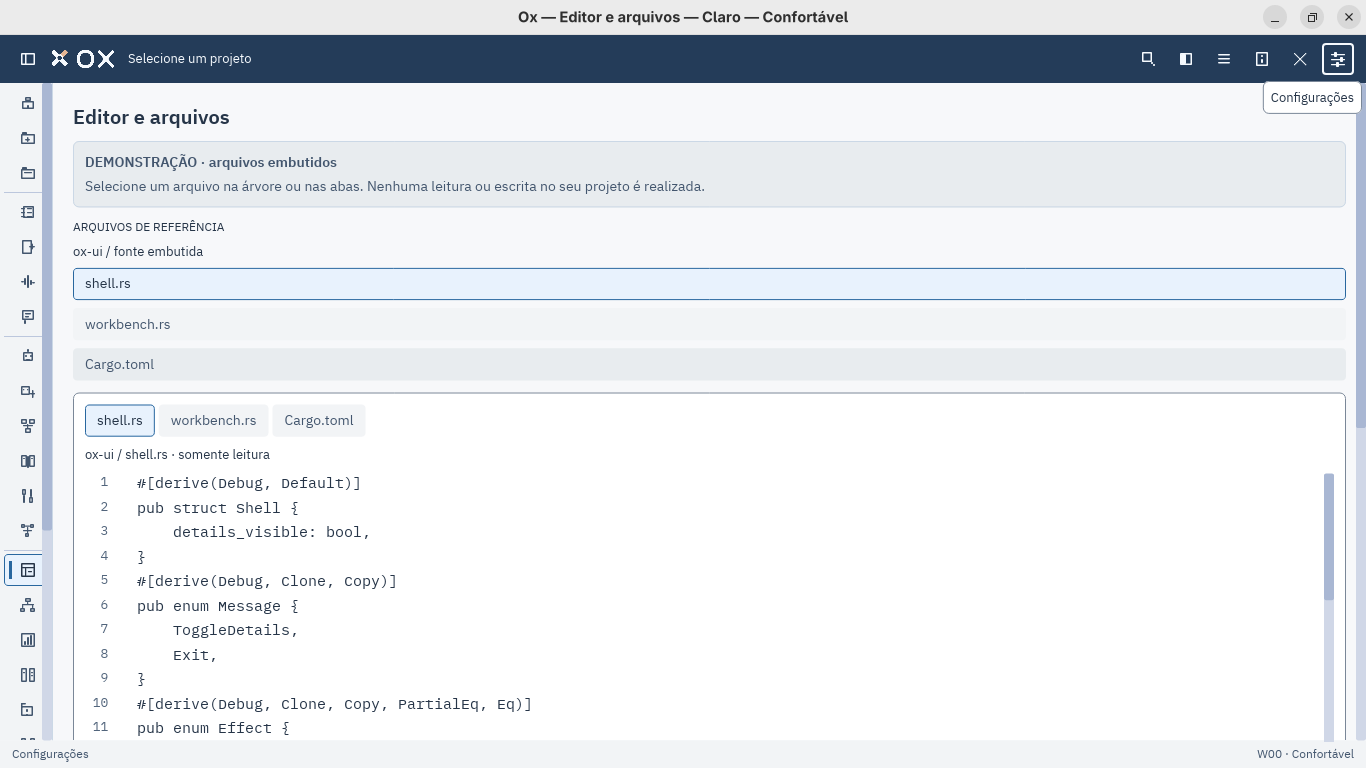 Ox — Editor e arquivos — Claro — Confortável
OX Selecione um projeto
Configurações
Editor e arquivos
DEMONSTRAÇÃO · arquivos embutidos
Selecione um arquivo na árvore ou nas abas. Nenhuma leitura ou escrita no seu projeto é realizada.
ARQUIVOS DE REFERÊNCIA
ox-ui / fonte embutida
shell.rs
workbench.rs
Cargo.toml
shell.rs workbench.rs Cargo.toml
ox-ui / shell.rs · somente leitura
1 #[derive(Debug, Default)]
2 pub struct Shell {
3     details_visible: bool,
4 }
5 #[derive(Debug, Clone, Copy)]
6 pub enum Message {
7     ToggleDetails,
8     Exit,
9 }
10 #[derive(Debug, Clone, Copy, PartialEq, Eq)]
11 pub enum Effect {
Configurações W00 · Confortável